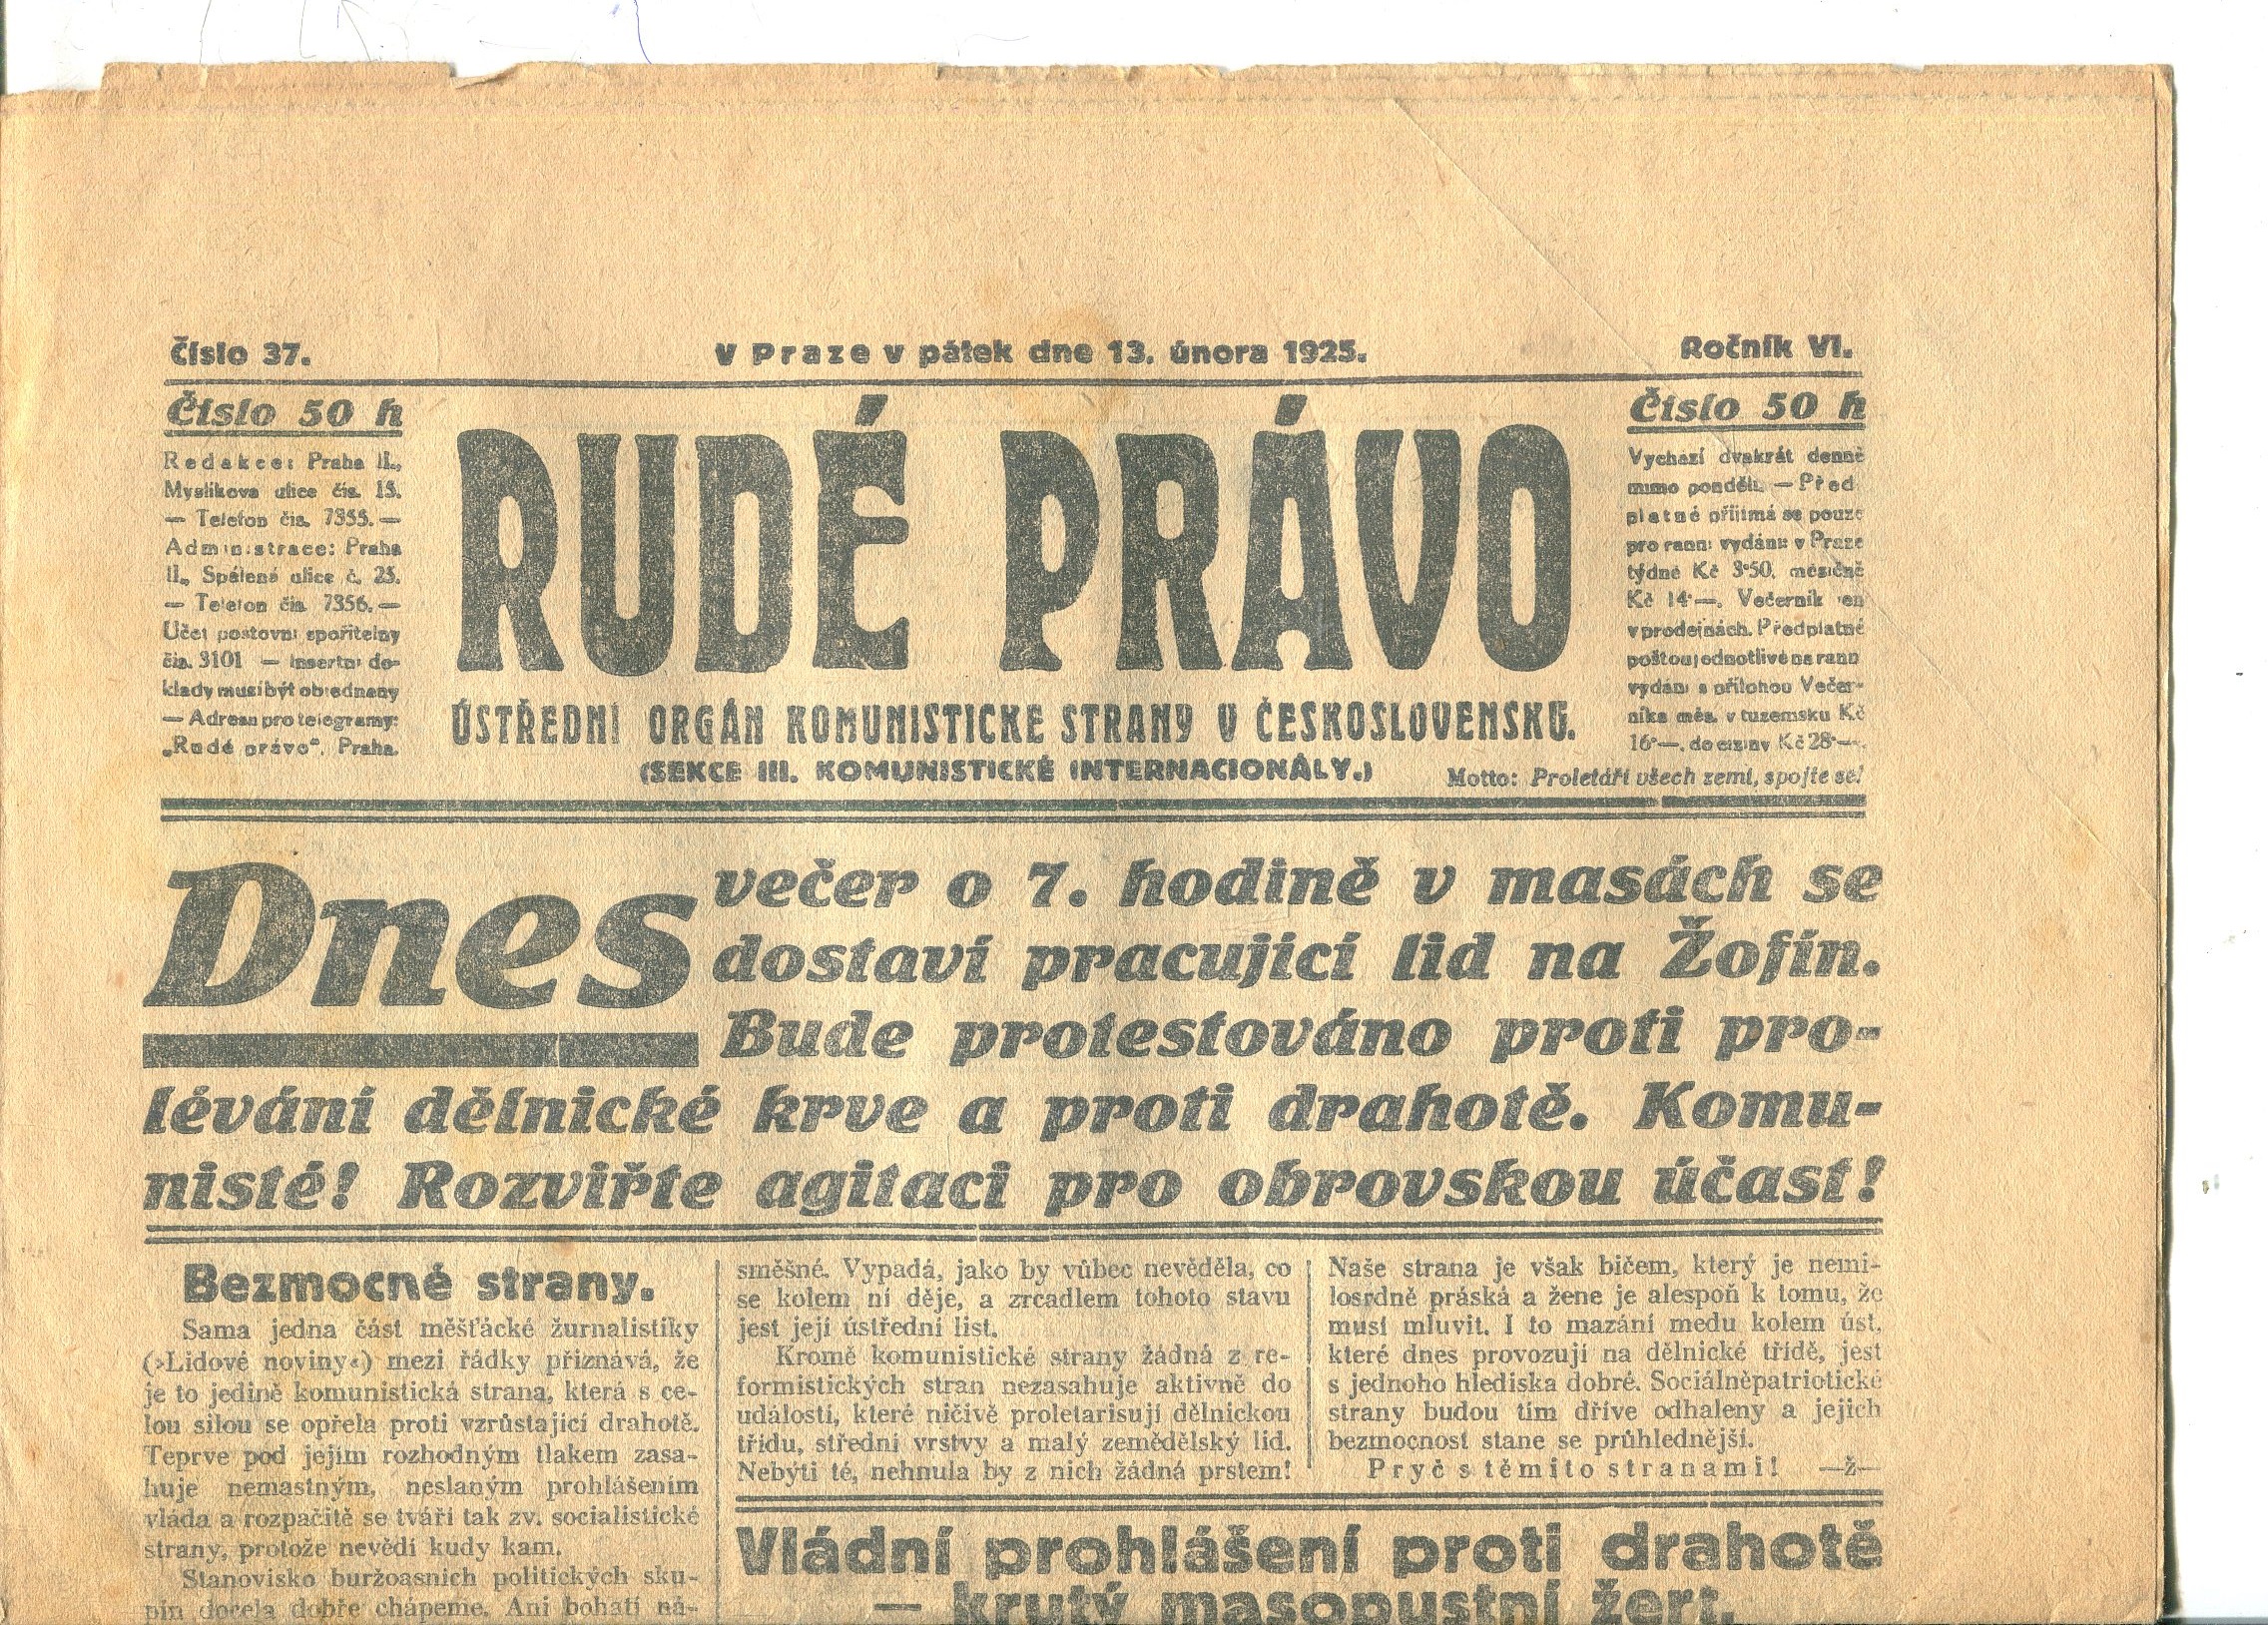 Číslo 37.
V Praze v pátek dne 13. února 1925.
Ročník VI.
Číslo 50 h
Redakce: Praha II.,
Myslíkova ulice čís. 15.
— Telefon čís. 7355. —
Administrace: Praha
II., Spálená ulice č. 25.
— Telefon čís. 7356. —
Účet poštovní spořitelny
čís. 3101 — Insertní do-
klady musí být objednány
— Adresa pro telegramy:
„Rudé právo“, Praha.
RUDÉ PRÁVO
ÚSTŘEDNÍ ORGÁN KOMUNISTICKÉ STRANY V ČESKOSLOVENSKU.
(SEKCE III. KOMUNISTICKÉ INTERNACIONÁLY.)
Číslo 50 h
Vychází dvakrát denně
mimo pondělí. — Před
platné přijímá se pouze
pro ranní vydání: v Praze
týdně Kč 3·50, měsíčně
Kč 14·—. Večerník jen
v prodejnách. Předplatné
poštou jednotlivě na ranní
vydání s přílohou Večer-
níka měs. v tuzemsku Kč
16·—, do ciziny Kč 28·—.
Motto: Proletáři všech zemí, spojte se!
Dnes večer o 7. hodině v masách se
dostaví pracující lid na Žofín.
Bude protestováno proti pro-
lévání dělnické krve a proti drahotě. Komu-
nisté! Rozviřte agitaci pro obrovskou účast!
Bezmocné strany.
Sama jedna část měšťácké žurnalistiky
(»Lidové noviny«) mezi řádky přiznává, že
je to jedině komunistická strana, která s ce-
lou silou se opřela proti vzrůstající drahotě.
Teprve pod jejím rozhodným tlakem zasa-
huje nemastným, neslaným prohlášením
vláda a rozpačitě se tváří tak zv. socialistické
strany, protože nevědí kudy kam.
Stanovisko buržoasních politických sku-
pin docela dobře chápeme. Ani bohatí ná-
směšné. Vypadá, jako by vůbec nevěděla, co
se kolem ní děje, a zrcadlem tohoto stavu
jest její ústřední list.
Kromě komunistické strany žádná z re-
formistických stran nezasahuje aktivně do
událostí, které ničivě proletarisují dělnickou
třídu, střední vrstvy a malý zemědělský lid.
Nebýti té, nehnula by z nich žádná prstem!
Naše strana je však bičem, který je nemi-
losrdně práská a žene je alespoň k tomu, že
musí mluvit. I to mazání medu kolem úst,
které dnes provozují na dělnické třídě, jest
s jednoho hlediska dobré. Sociálněpatriotické
strany budou tím dříve odhaleny a jejich
bezmocnost stane se průhlednější.
Pryč s těmito stranami! —ž—
Vládní prohlášení proti drahotě
— krutý masopustní žert.